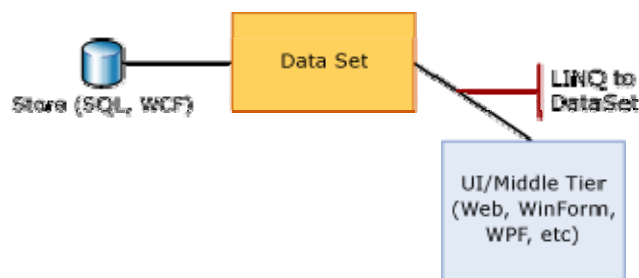 Data Set
Store (SQL, WCF)
LINQ to
DataSet
UI/Middle Tier
(Web, WinForm,
WPF, etc)